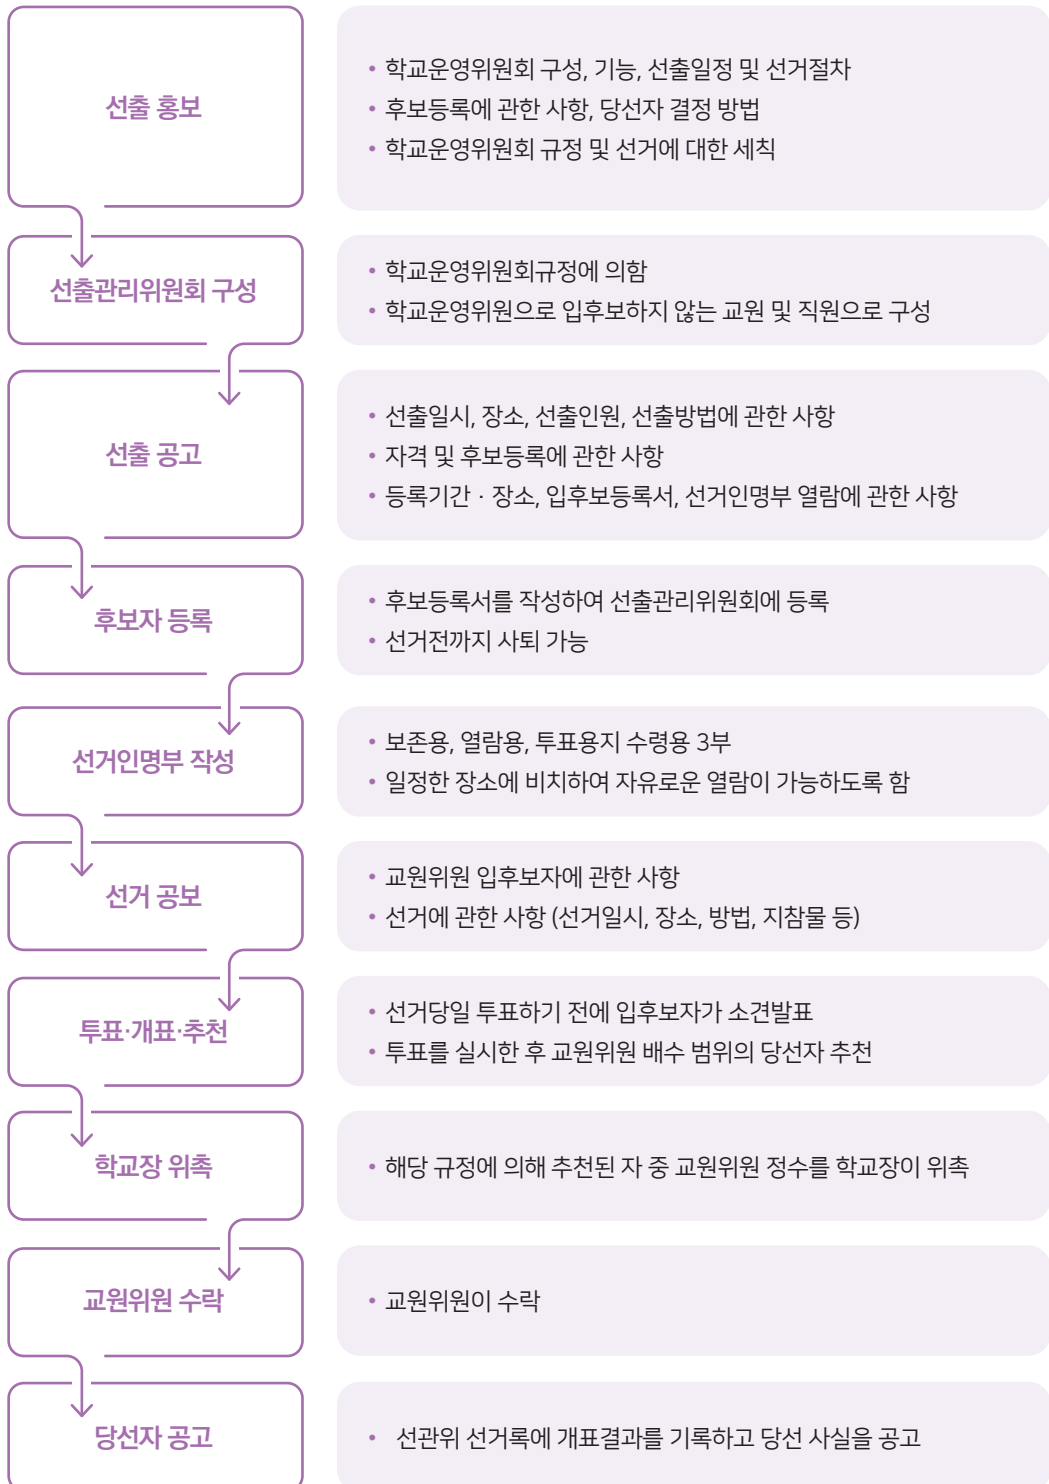 선출 홍보
• 학교운영위원회 구성, 기능, 선출일정 및 선거절차
• 후보등록에 관한 사항, 당선자 결정 방법
• 학교운영위원회 규정 및 선거에 대한 세칙
선출관리위원회 구성
• 학교운영위원회규정에 의함
• 학교운영위원으로 입후보하지 않는 교원 및 직원으로 구성
선출 공고
• 선출일시, 장소, 선출인원, 선출방법에 관한 사항
• 자격 및 후보등록에 관한 사항
• 등록기간 · 장소, 입후보등록서, 선거인명부 열람에 관한 사항
후보자 등록
• 후보등록서를 작성하여 선출관리위원회에 등록
• 선거전까지 사퇴 가능
선거인명부 작성
• 보존용, 열람용, 투표용지 수령용 3부
• 일정한 장소에 비치하여 자유로운 열람이 가능하도록 함
선거 공보
• 교원위원 입후보자에 관한 사항
• 선거에 관한 사항 (선거일시, 장소, 방법, 지참물 등)
투표·개표·추천
• 선거당일 투표하기 전에 입후보자가 소견발표
• 투표를 실시한 후 교원위원 배수 범위의 당선자 추천
학교장 위촉
• 해당 규정에 의해 추천된 자 중 교원위원 정수를 학교장이 위촉
교원위원 수락
• 교원위원이 수락
당선자 공고
• 선관위 선거록에 개표결과를 기록하고 당선 사실을 공고